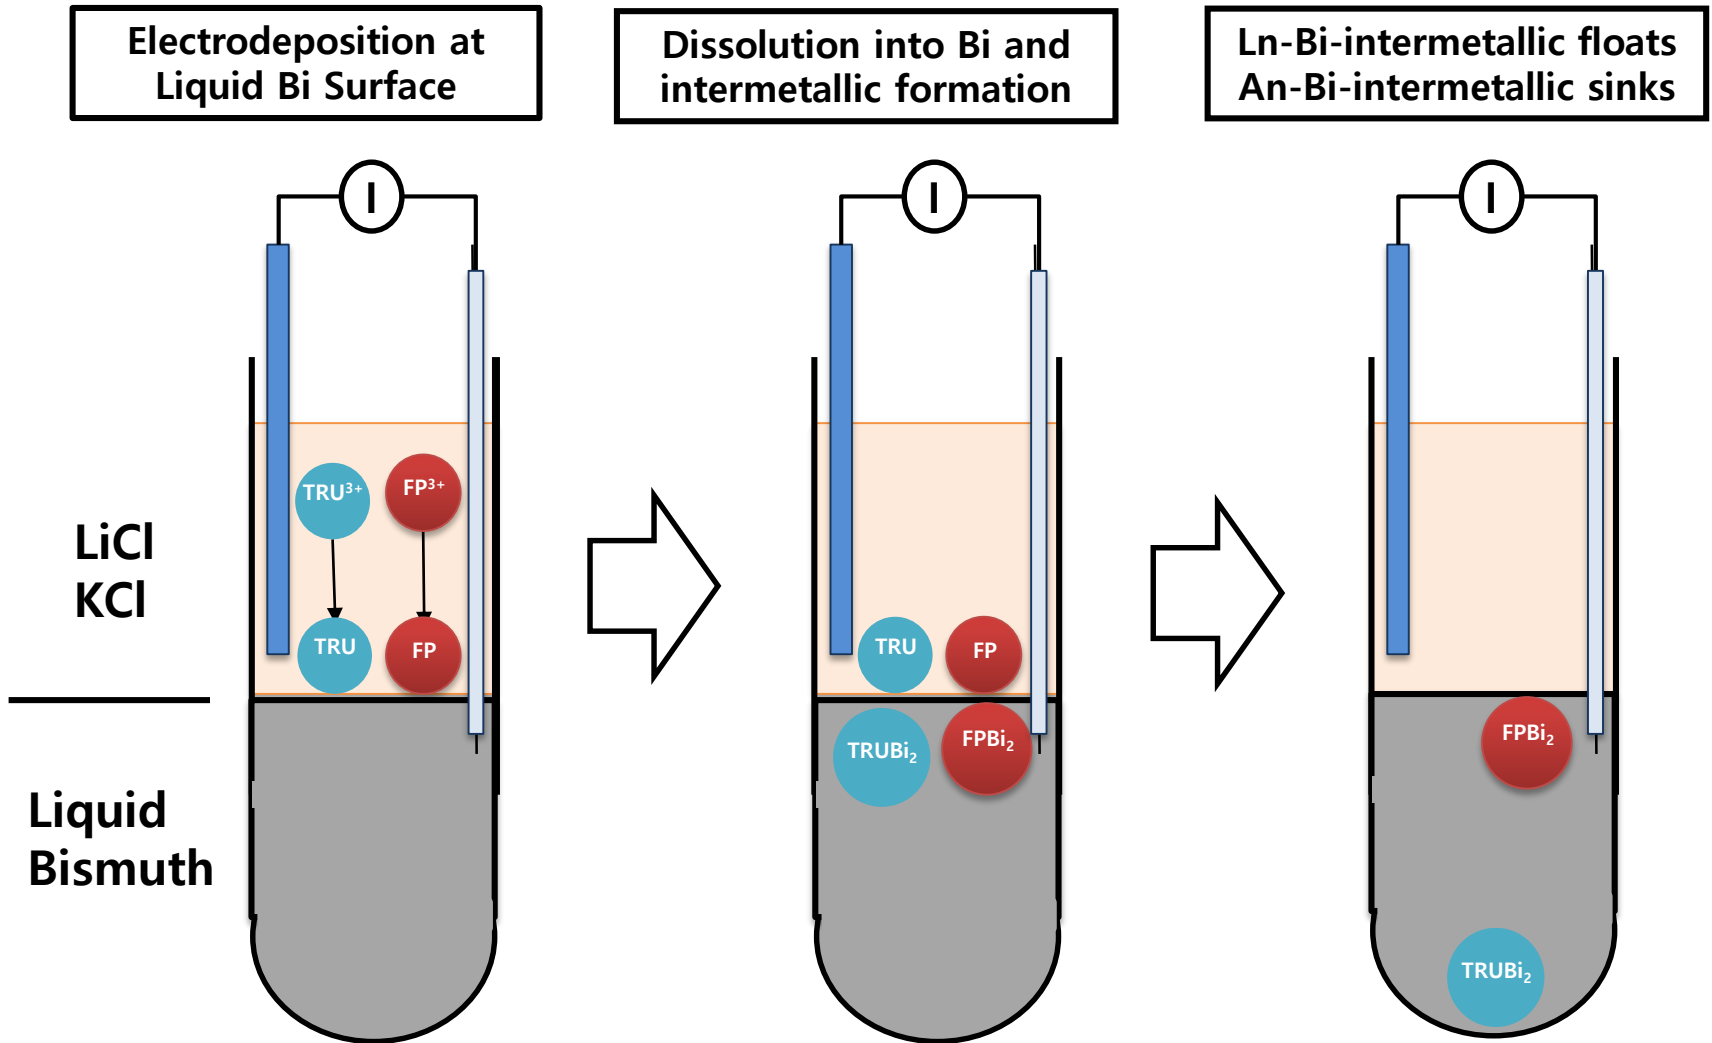 Electrodeposition at
Liquid Bi Surface
Dissolution into Bi and
intermetallic formation
Ln-Bi-intermetallic floats
An-Bi-intermetallic sinks
I
I
I
TRU³⁺
FP³⁺
LiCl
KCl
TRU
FP
TRU
FP
TRUBi₂
FPBi₂
FPBi₂
Liquid
Bismuth
TRUBi₂